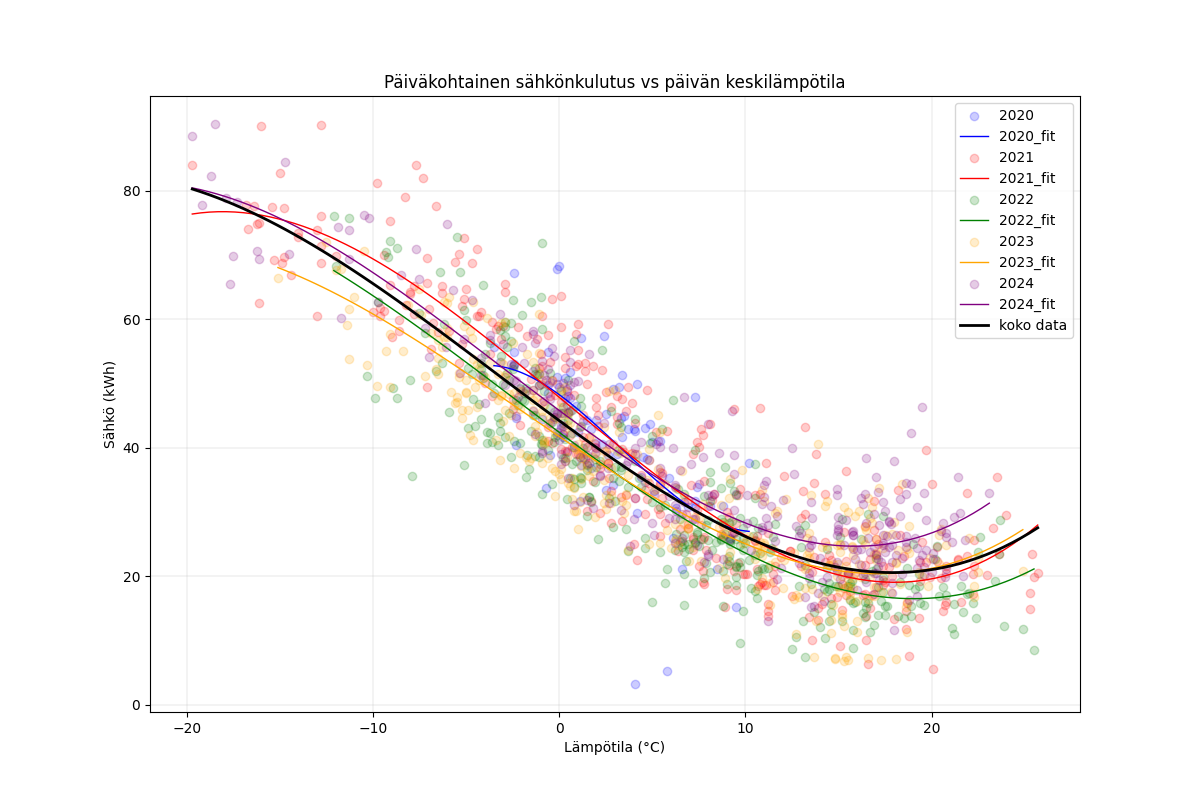 Päiväkohtainen sähkönkulutus vs päivän keskilämpötila
2020
2020_fit
2021
2021_fit
2022
2022_fit
2023
2023_fit
2024
2024_fit
koko data
80
60
40
20
0
Sähkö (kWh)
−20
−10
0
10
20
Lämpötila (°C)